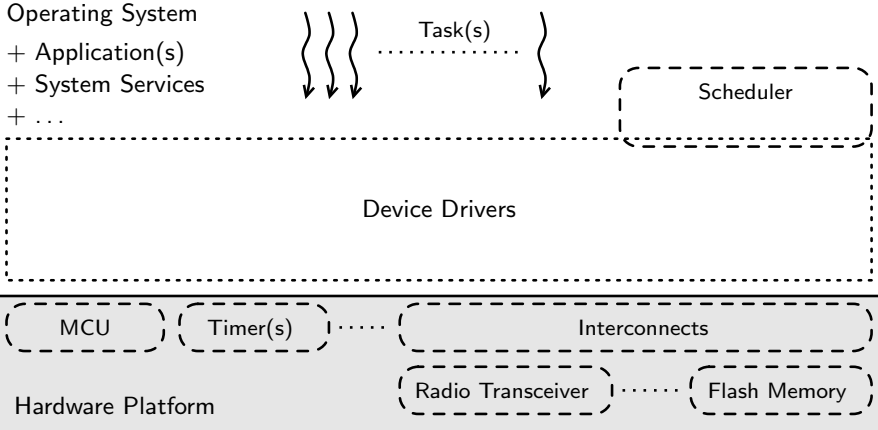 Operating System
+ Application(s)
+ System Services
+ ...
Task(s)
Scheduler
Device Drivers
MCU
Timer(s)
Interconnects
Radio Transceiver
Flash Memory
Hardware Platform